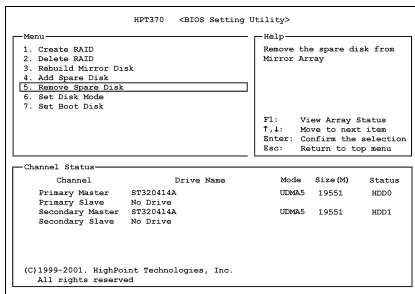 HPT370 <BIOS Setting Utility>
Menu
1. Create RAID
2. Delete RAID
3. Rebuild Mirror Disk
4. Add Spare Disk
5. Remove Spare Disk
6. Set Disk Mode
7. Set Boot Disk
Help
Remove the spare disk from
Mirror Array
F1: View Array Status
↑,↓: Move to next item
Enter: Confirm the selection
Esc: Return to top menu
Channel Status
Channel Drive Name Mode Size(M) Status
Primary Master ST320414A UDMA5 19551 HDD0
Primary Slave No Drive
Secondary Master ST320414A UDMA5 19551 HDD1
Secondary Slave No Drive
(C)1999-2001. HighPoint Technologies, Inc.
All rights reserved